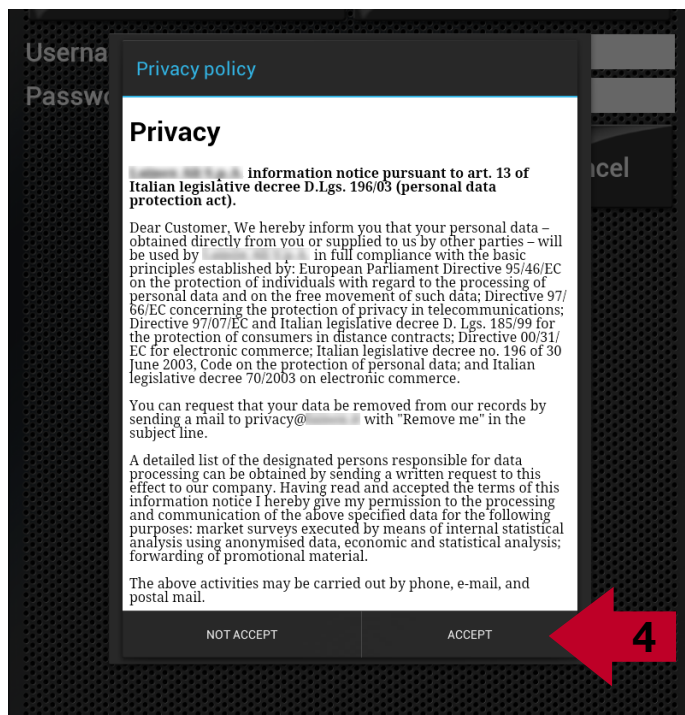 Userna
Passwo
ncel
Privacy policy
Privacy
information notice pursuant to art. 13 of
Italian legislative decree D.Lgs. 196/03 (personal data
protection act).
Dear Customer, We hereby inform you that your personal data –
obtained directly from you or supplied to us by other parties – will
be used by in full compliance with the basic
principles established by: European Parliament Directive 95/46/EC
on the protection of individuals with regard to the processing of
personal data and on the free movement of such data; Directive 97/
66/EC concerning the protection of privacy in telecommunications;
Directive 97/07/EC and Italian legislative decree D. Lgs. 185/99 for
the protection of consumers in distance contracts; Directive 00/31/
EC for electronic commerce; Italian legislative decree no. 196 of 30
June 2003, Code on the protection of personal data; and Italian
legislative decree 70/2003 on electronic commerce.
You can request that your data be removed from our records by
sending a mail to privacy@ with "Remove me" in the
subject line.
A detailed list of the designated persons responsible for data
processing can be obtained by sending a written request to this
effect to our company. Having read and accepted the terms of this
information notice I hereby give my permission to the processing
and communication of the above specified data for the following
purposes: market surveys executed by means of internal statistical
analysis using anonymised data, economic and statistical analysis;
forwarding of promotional material.
The above activities may be carried out by phone, e-mail, and
postal mail.
NOT ACCEPT
ACCEPT
4